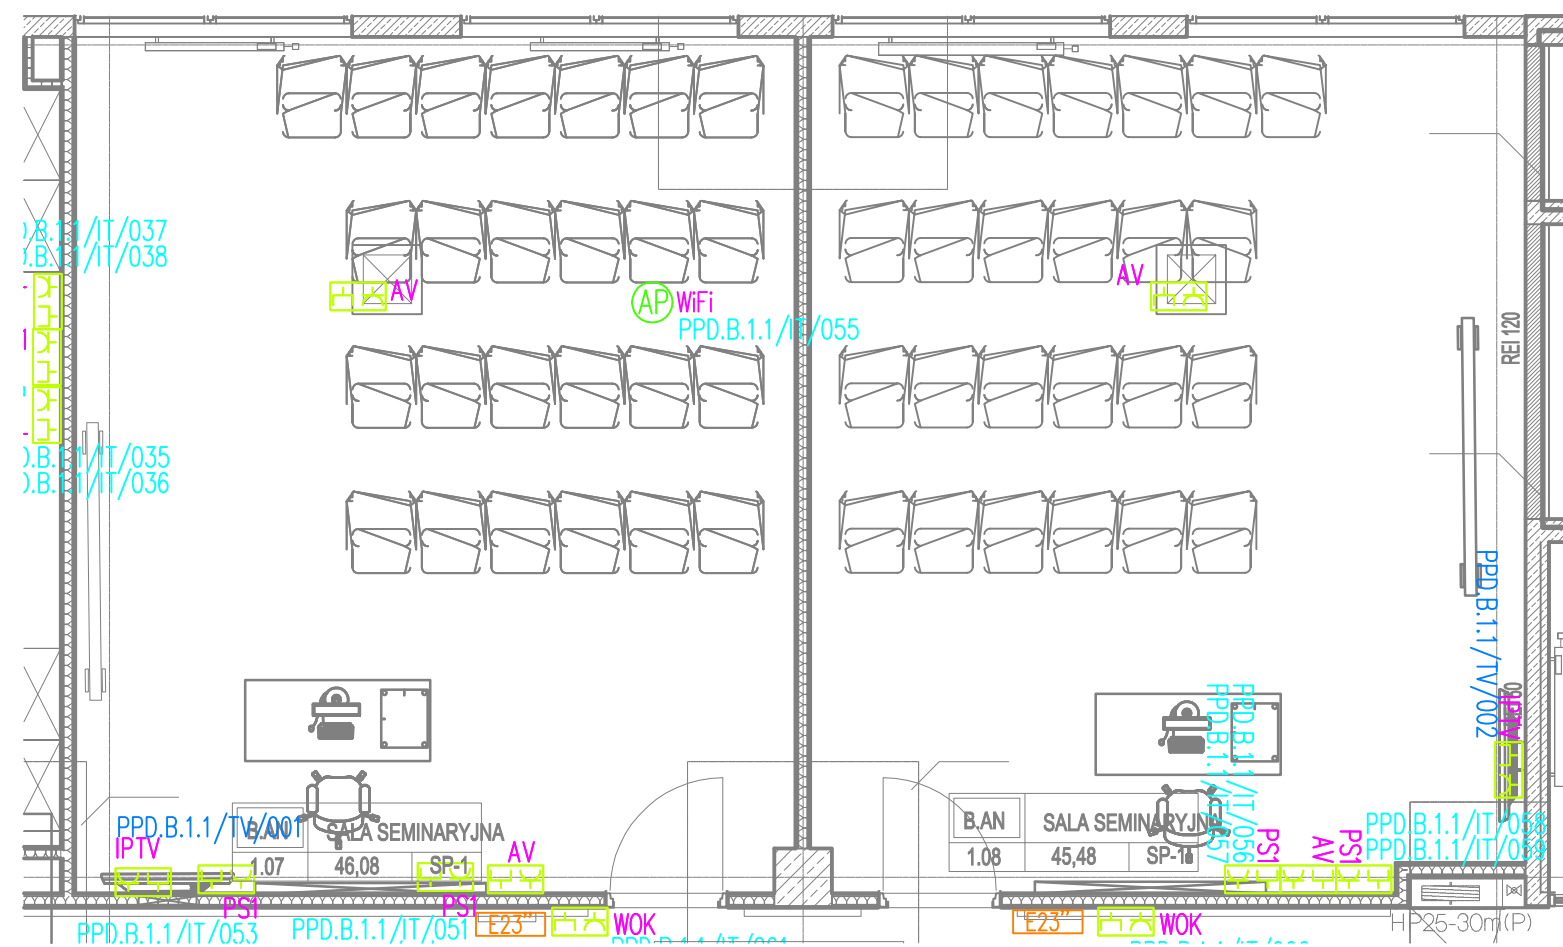 PPD.B.1.1/IT/037
.B.1.1/IT/038
AV
AP WiFi
PPD.B.1.1/IT/055
AV
REI 120
.B.1.1/IT/035
.B.1.1/IT/036
PPD.B.1.1/TV/002
IPTV
PPD.B.1.1/IT/056
PPD.B.1.1/IT/057
PPD.B.1.1/TV/001
IPTV
B.AN SALA SEMINARYJNA
1.07 46,08 SP-1
AV
PS1
PS1
PPD.B.1.1/IT/053
PPD.B.1.1/IT/051
E23"
WOK
B.AN SALA SEMINARYJNA
1.08 45,48 SP-1
PS1
AV
PS1
PPD.B.1.1/IT/058
PPD.B.1.1/IT/059
E23"
WOK
HP25-30m(P)